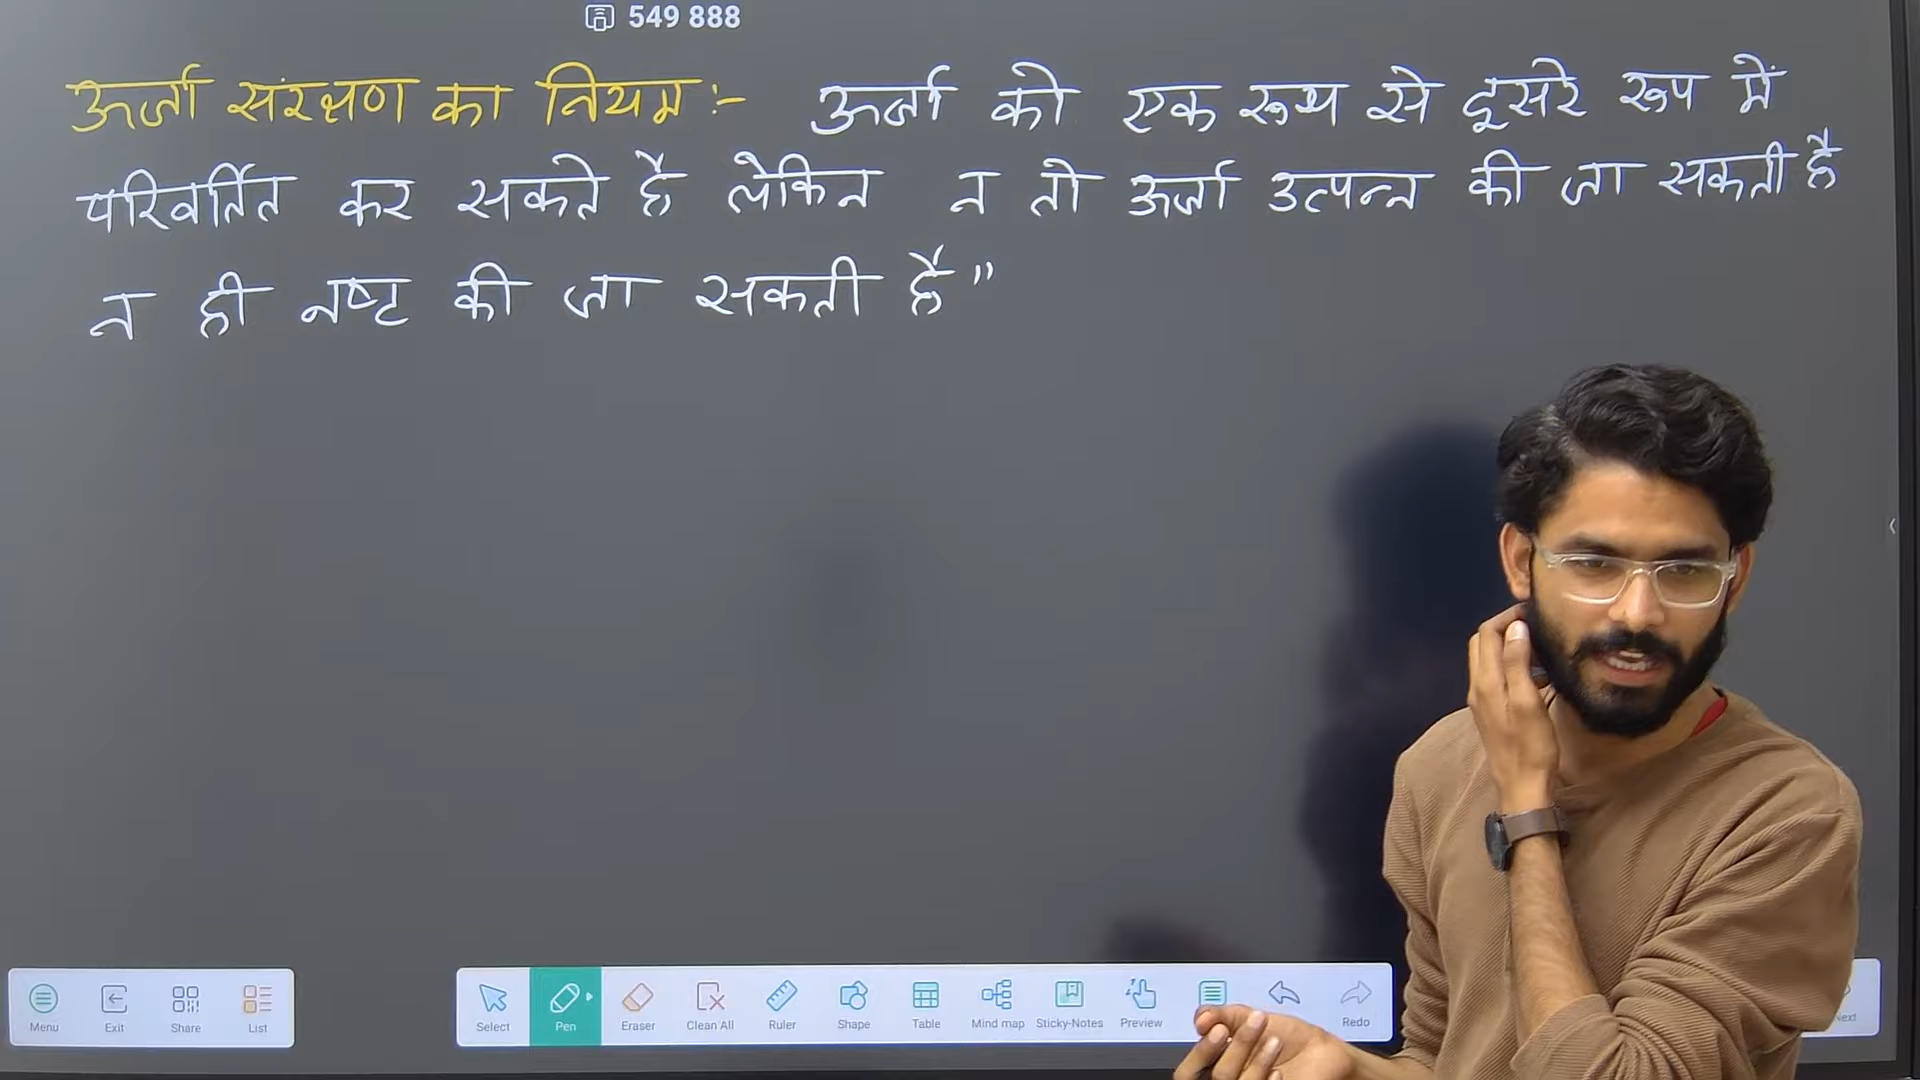 549 888
ऊर्जा संरक्षण का नियम:- ऊर्जा को एक रूप से दूसरे रूप में
परिवर्तित कर सकते है लेकिन न तो ऊर्जा उत्पन्न की जा सकती है
न ही नष्ट की जा सकती है"
Menu Exit Share List Select Pen Eraser Clean All Ruler Shape Table Mind map Sticky-Notes Preview Redo Next